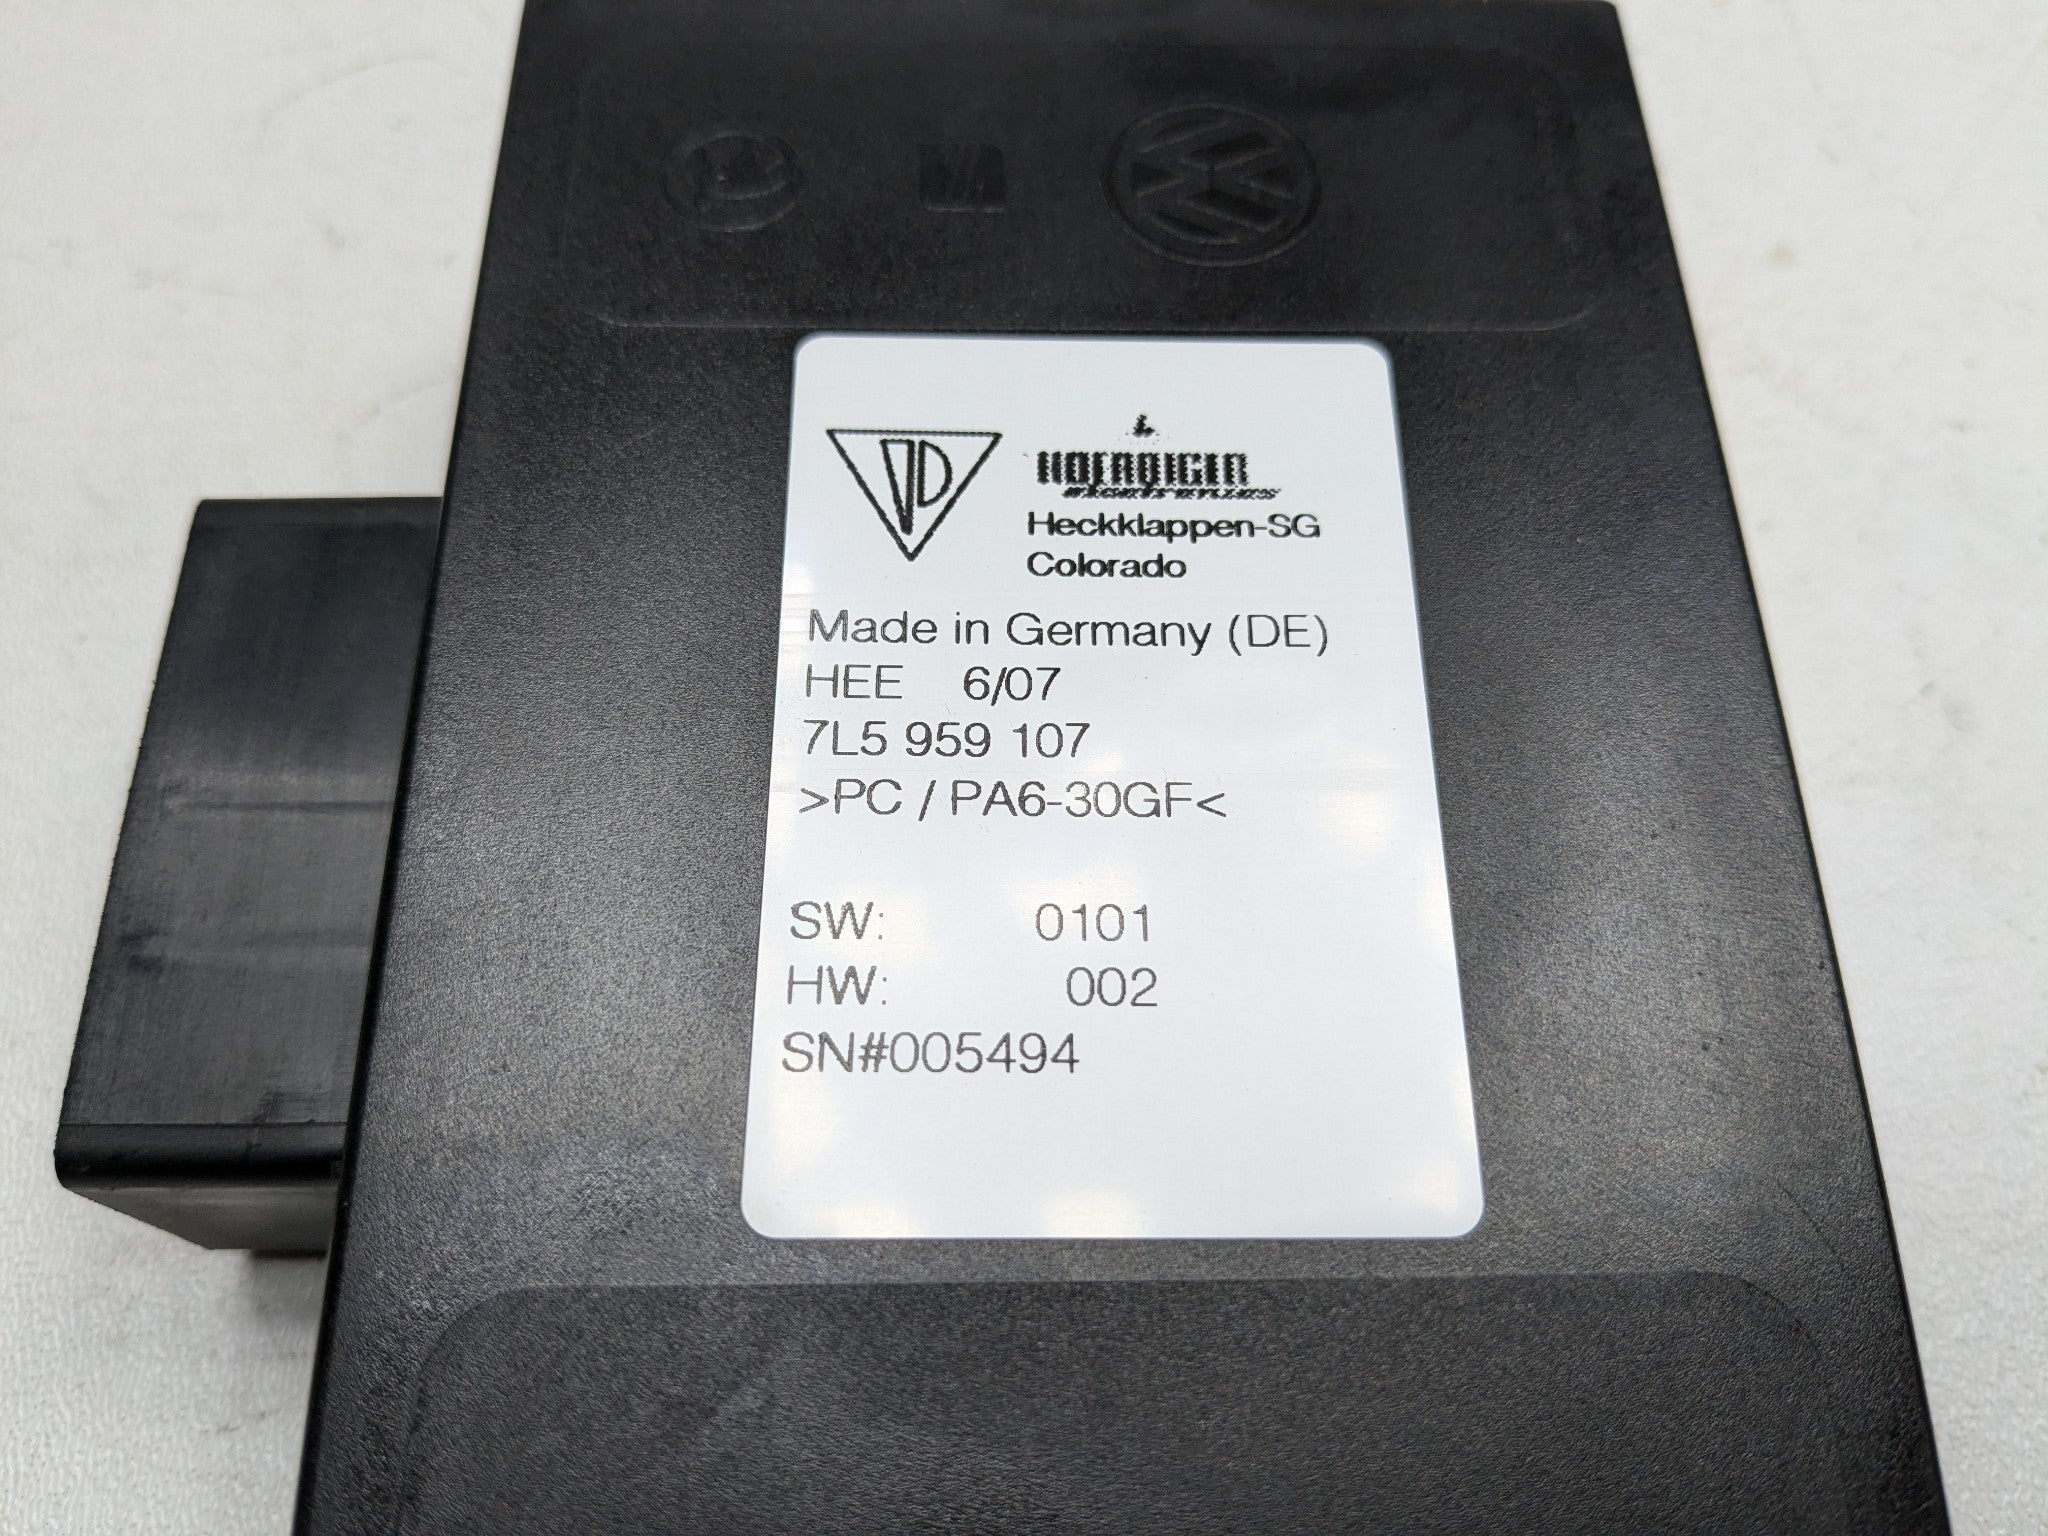 Heckklappen-SG
Colorado
Made in Germany (DE)
HEE 6/07
7L5 959 107
>PC / PA6-30GF<
SW: 0101
HW: 002
SN#005494